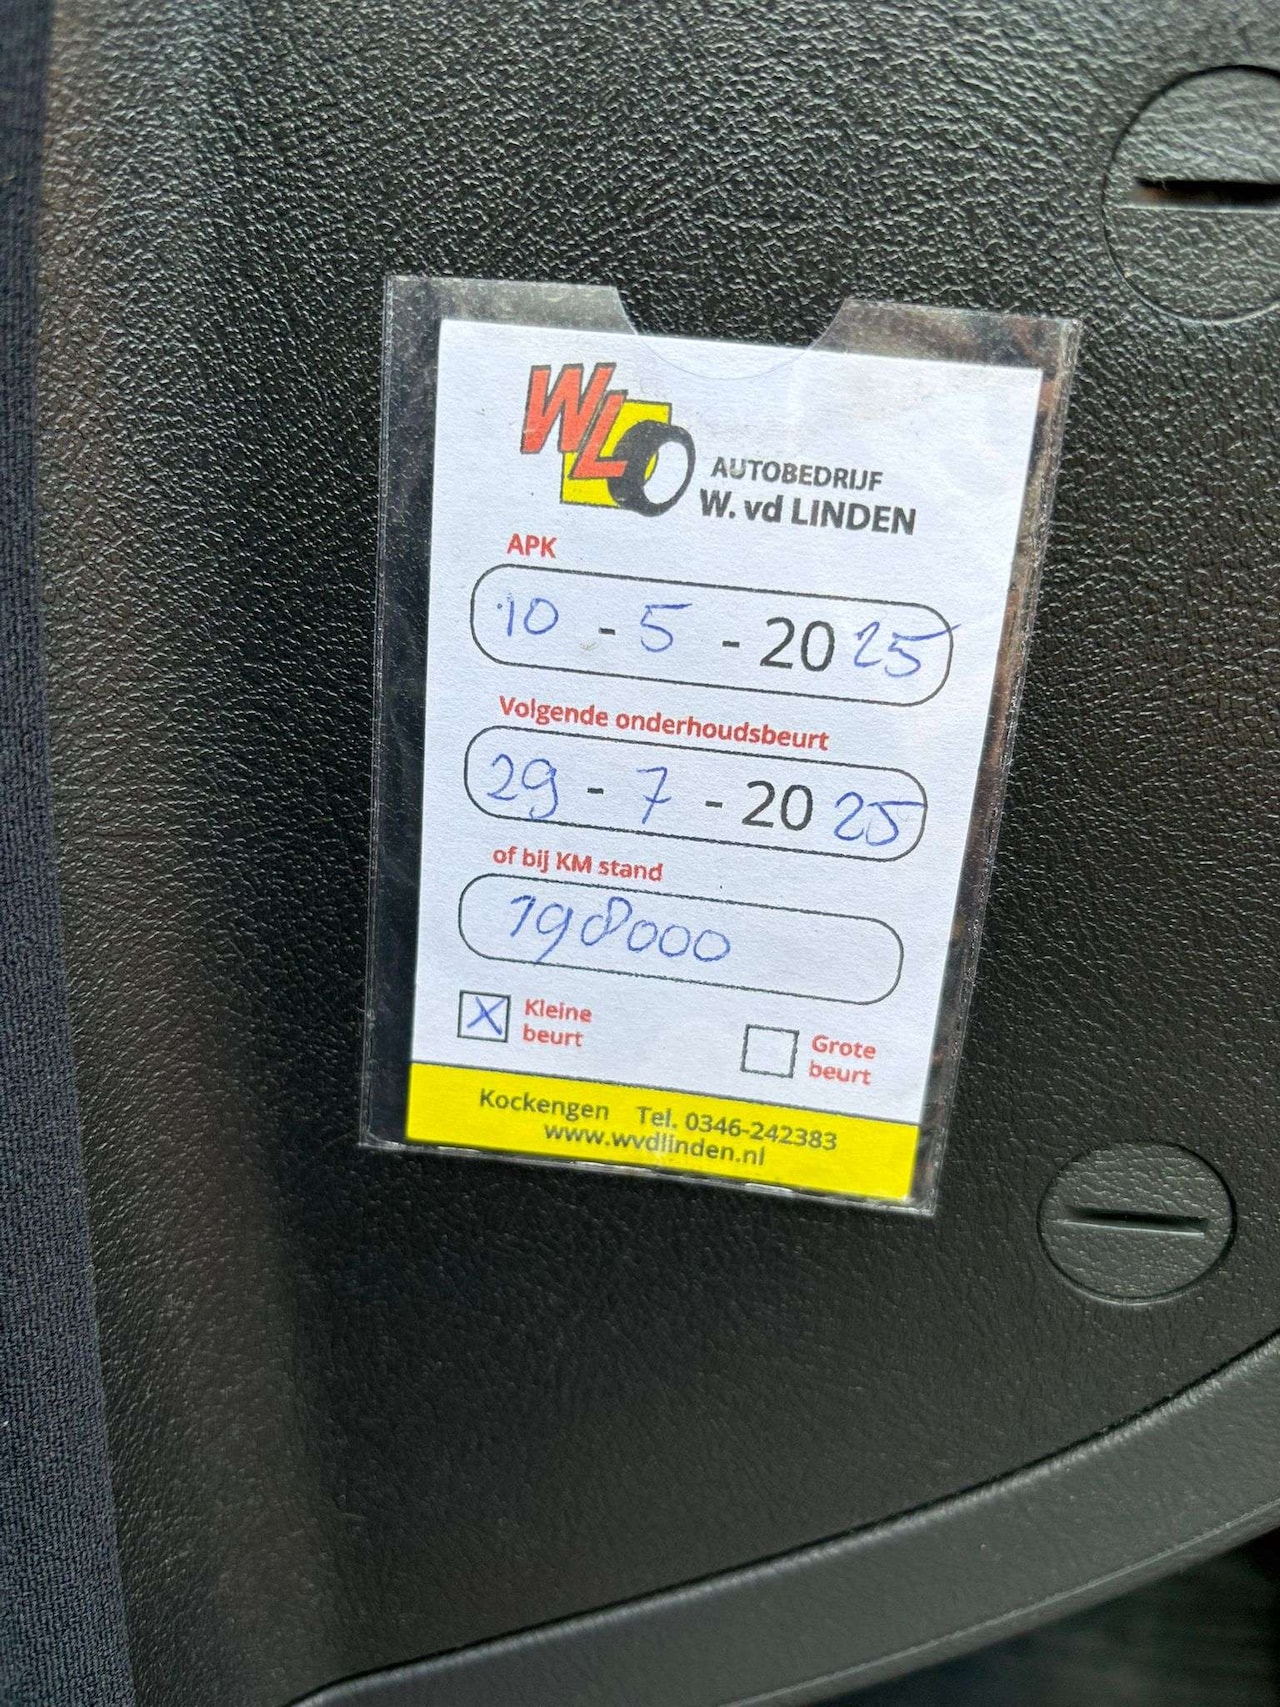 WL
AUTOBEDRIJF
W. vd LINDEN
APK
10 - 5 - 2025
Volgende onderhoudsbeurt
29 - 7 - 2025
of bij KM stand
198000
X Kleine beurt
Grote beurt
Kockengen Tel. 0346-242383
www.wvdlinden.nl